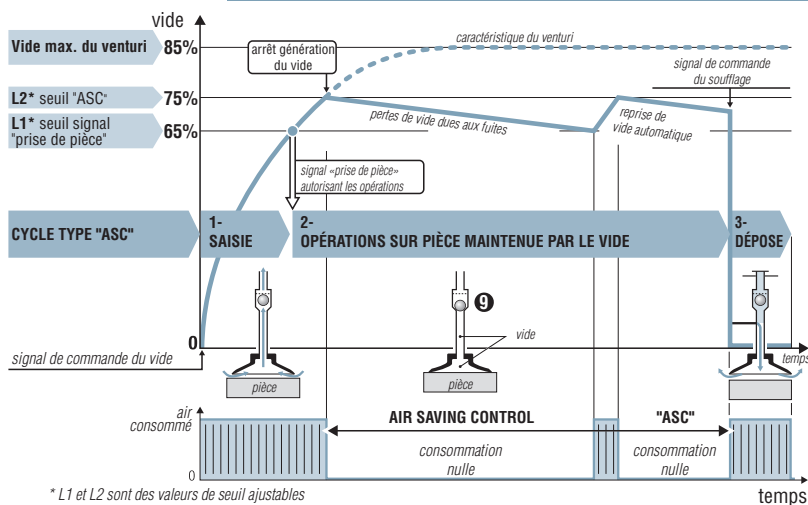 vide
Vide max. du venturi
85%
caractéristique du venturi
arrêt génération
du vide
signal de commande
du soufflage
L2* seuil "ASC"
75%
L1* seuil signal
"prise de pièce"
65%
pertes de vide dues aux fuites
reprise de
vide automatique
signal «prise de pièce»
autorisant les opérations
CYCLE TYPE "ASC"
1-
SAISIE
2-
OPÉRATIONS SUR PIÈCE MAINTENUE PAR LE VIDE
3-
DÉPOSE
9
vide
0
temps
signal de commande du vide
pièce
pièce
air
consommé
AIR SAVING CONTROL
"ASC"
consommation
nulle
consommation
nulle
0
* L1 et L2 sont des valeurs de seuil ajustables
temps